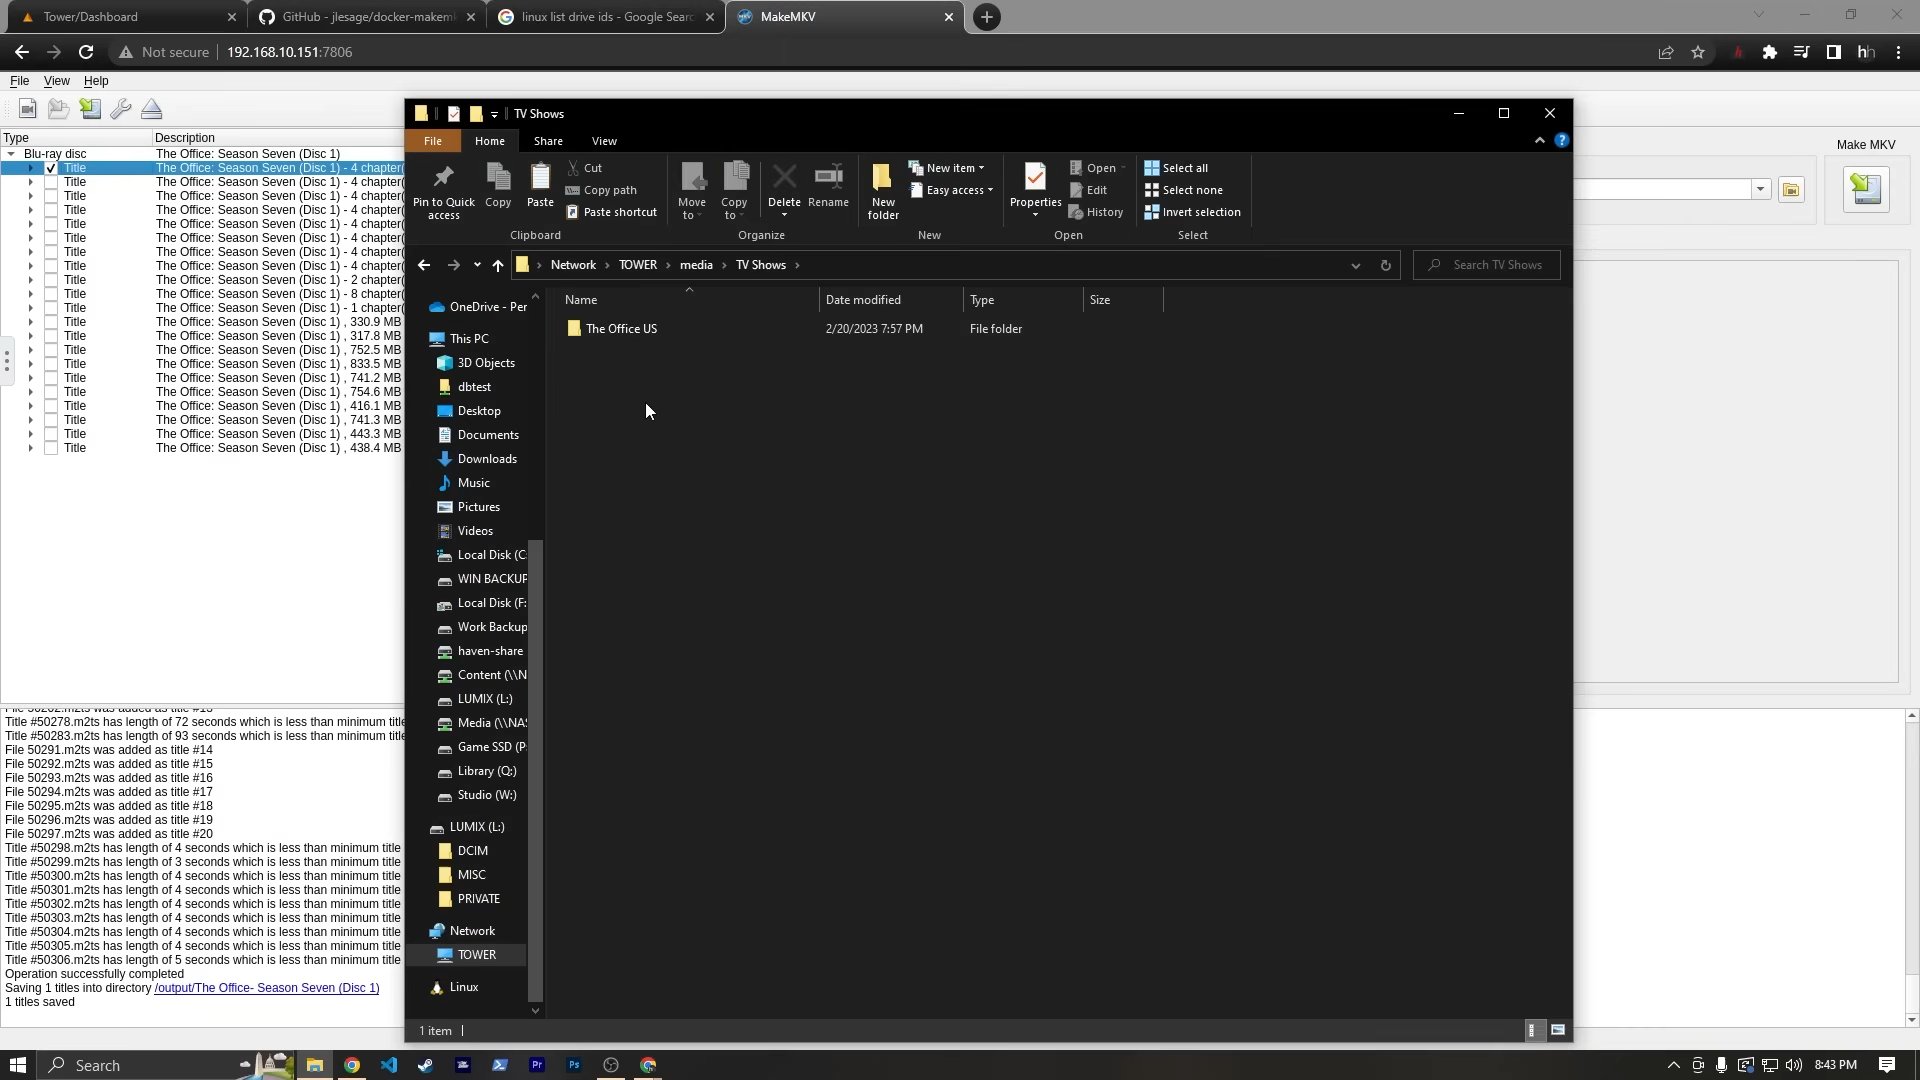 Tower/Dashboard
GitHub - jlesage/docker-makemk
linux list drive ids - Google Searc
MakeMKV
Not secure
192.168.10.151:7806
File View Help
Type Description
Blu-ray disc The Office: Season Seven (Disc 1)
Title The Office: Season Seven (Disc 1) - 4 chapter(
Title The Office: Season Seven (Disc 1) - 4 chapter(
Title The Office: Season Seven (Disc 1) - 4 chapter(
Title The Office: Season Seven (Disc 1) - 4 chapter(
Title The Office: Season Seven (Disc 1) - 4 chapter(
Title The Office: Season Seven (Disc 1) - 4 chapter(
Title The Office: Season Seven (Disc 1) - 4 chapter(
Title The Office: Season Seven (Disc 1) - 4 chapter(
Title The Office: Season Seven (Disc 1) - 2 chapter(
Title The Office: Season Seven (Disc 1) - 8 chapter(
Title The Office: Season Seven (Disc 1) - 1 chapter(
Title The Office: Season Seven (Disc 1) , 330.9 MB
Title The Office: Season Seven (Disc 1) , 317.8 MB
Title The Office: Season Seven (Disc 1) , 752.5 MB
Title The Office: Season Seven (Disc 1) , 833.5 MB
Title The Office: Season Seven (Disc 1) , 741.2 MB
Title The Office: Season Seven (Disc 1) , 754.6 MB
Title The Office: Season Seven (Disc 1) , 416.1 MB
Title The Office: Season Seven (Disc 1) , 741.3 MB
Title The Office: Season Seven (Disc 1) , 443.3 MB
Title The Office: Season Seven (Disc 1) , 438.4 MB
Make MKV
Title #50278.m2ts has length of 72 seconds which is less than minimum title
Title #50283.m2ts has length of 93 seconds which is less than minimum title
File 50291.m2ts was added as title #14
File 50292.m2ts was added as title #15
File 50293.m2ts was added as title #16
File 50294.m2ts was added as title #17
File 50295.m2ts was added as title #18
File 50296.m2ts was added as title #19
File 50297.m2ts was added as title #20
Title #50298.m2ts has length of 4 seconds which is less than minimum title
Title #50299.m2ts has length of 3 seconds which is less than minimum title
Title #50300.m2ts has length of 4 seconds which is less than minimum title
Title #50301.m2ts has length of 4 seconds which is less than minimum title
Title #50302.m2ts has length of 4 seconds which is less than minimum title
Title #50303.m2ts has length of 4 seconds which is less than minimum title
Title #50304.m2ts has length of 4 seconds which is less than minimum title
Title #50305.m2ts has length of 4 seconds which is less than minimum title
Title #50306.m2ts has length of 5 seconds which is less than minimum title
Operation successfully completed
Saving 1 titles into directory /output/The Office- Season Seven (Disc 1)
1 titles saved
TV Shows
File Home Share View
Pin to Quick access
Copy
Paste
Cut
Copy path
Paste shortcut
Clipboard
Move to
Copy to
Delete
Rename
Organize
New folder
New item
Easy access
New
Properties
Open
Edit
History
Open
Select all
Select none
Invert selection
Select
Network > TOWER > media > TV Shows >
Search TV Shows
OneDrive - Per
This PC
3D Objects
dbtest
Desktop
Documents
Downloads
Music
Pictures
Videos
Local Disk (C:
WIN BACKUP
Local Disk (F:
Work Backup
haven-share
Content (\\N
LUMIX (L:)
Media (\\NAS
Game SSD (P:
Library (Q:)
Studio (W:)
LUMIX (L:)
DCIM
MISC
PRIVATE
Network
TOWER
Linux
Name Date modified Type Size
The Office US 2/20/2023 7:57 PM File folder
1 item
Search
8:43 PM